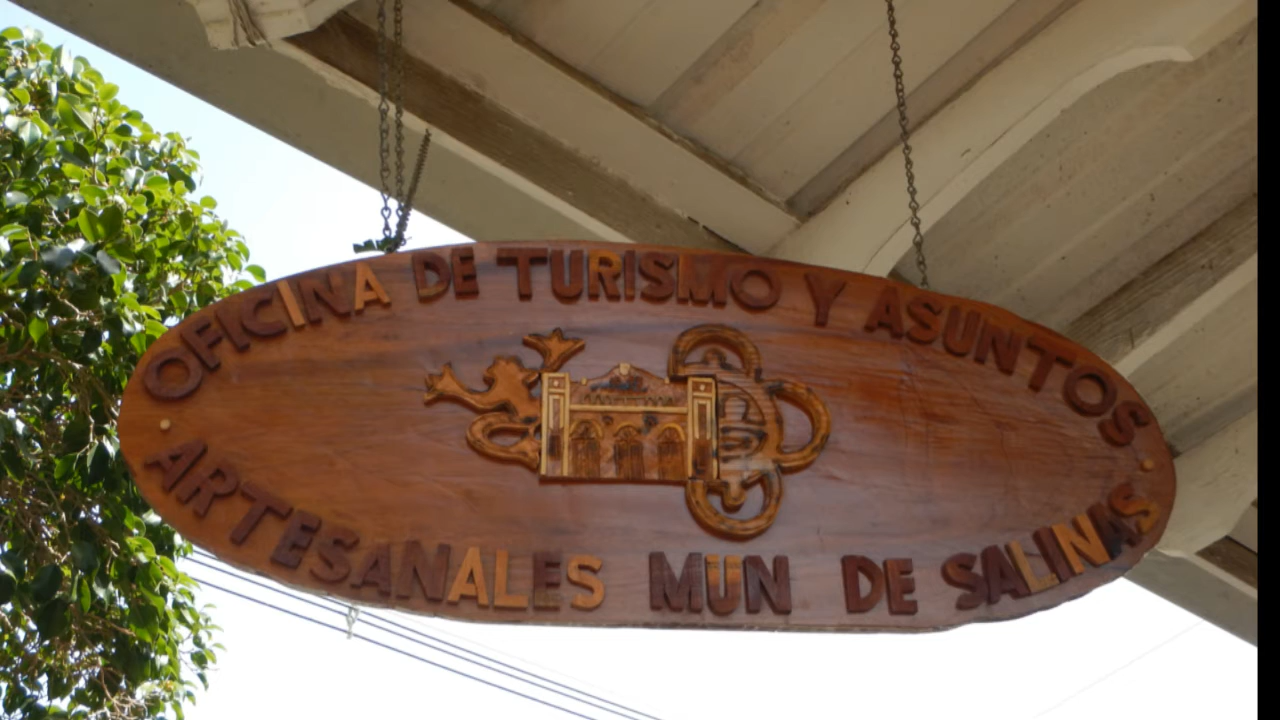 OFICINA DE TURISMO Y ASUNTOS
ARTESANALES MUN DE SALINAS